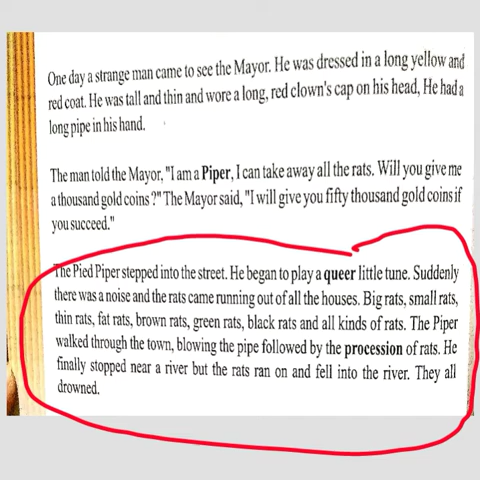 One day a strange man came to see the Mayor. He was dressed in a long yellow and
red coat. He was tall and thin and wore a long, red clown's cap on his head, He had a
long pipe in his hand.
The man told the Mayor, "I am a Piper, I can take away all the rats. Will you give me
a thousand gold coins ?" The Mayor said, "I will give you fifty thousand gold coins if
you succeed."
The Pied Piper stepped into the street. He began to play a queer little tune. Suddenly
there was a noise and the rats came running out of all the houses. Big rats, small rats,
thin rats, fat rats, brown rats, green rats, black rats and all kinds of rats. The Piper
walked through the town, blowing the pipe followed by the procession of rats. He
finally stopped near a river but the rats ran on and fell into the river. They all
drowned.